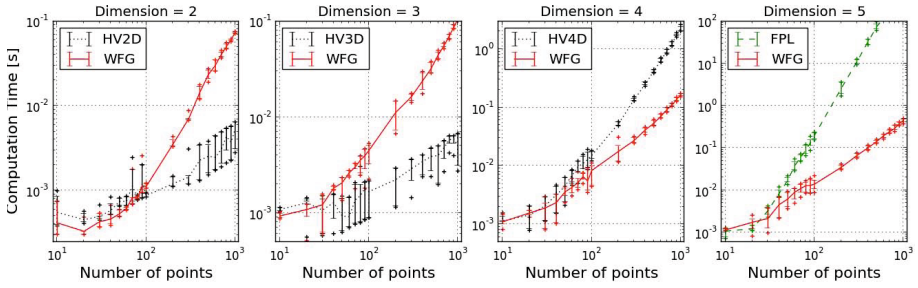 Dimension = 2
Dimension = 3
Dimension = 4
Dimension = 5
Computation Time [s]
10⁻¹
10⁻²
10⁻³
HV2D
WFG
10¹
10²
10³
Number of points
10⁻¹
10⁻²
10⁻³
HV3D
WFG
10¹
10²
10³
Number of points
10⁰
10⁻¹
10⁻²
10⁻³
HV4D
WFG
10¹
10²
10³
Number of points
10²
10¹
10⁰
10⁻¹
10⁻²
10⁻³
FPL
WFG
10¹
10²
10³
Number of points